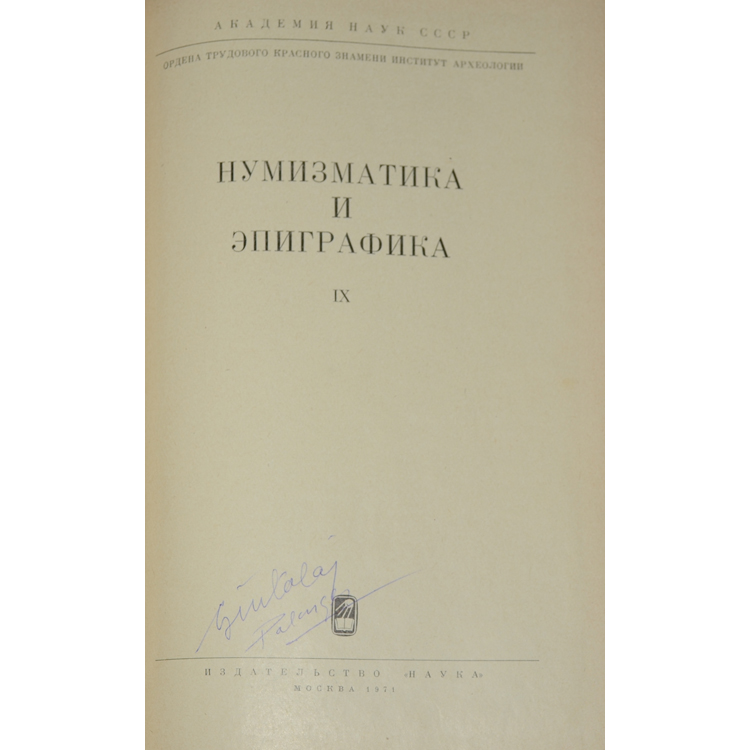 АКАДЕМИЯ НАУК СССР
ОРДЕНА ТРУДОВОГО КРАСНОГО ЗНАМЕНИ ИНСТИТУТ АРХЕОЛОГИИ
НУМИЗМАТИКА
И
ЭПИГРАФИКА
IX
ИЗДАТЕЛЬСТВО «НАУКА»
МОСКВА 1971